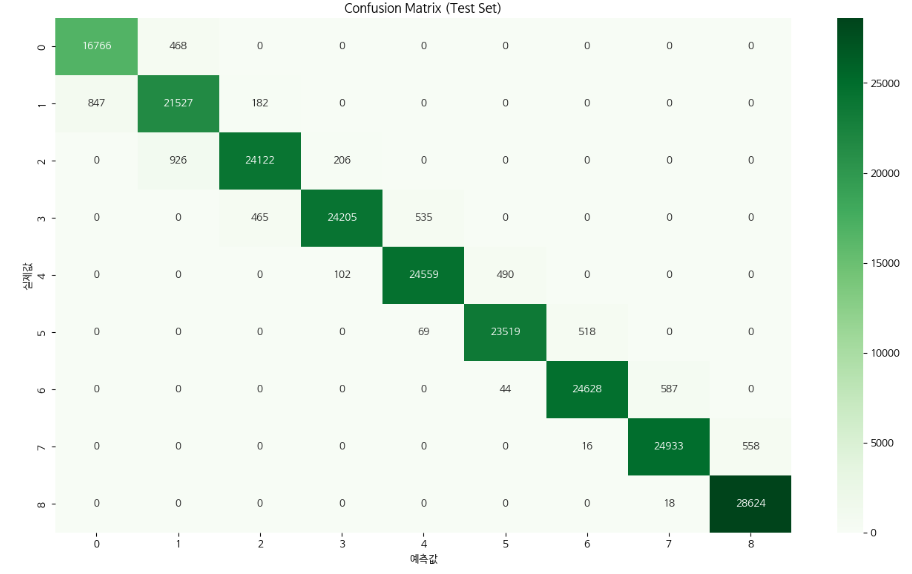 Confusion Matrix (Test Set)
0 16766 468 0 0 0 0 0 0 0
1 847 21527 182 0 0 0 0 0 0
2 0 926 24122 206 0 0 0 0 0
3 0 0 465 24205 535 0 0 0 0
4 0 0 0 102 24559 490 0 0 0
5 0 0 0 0 69 23519 518 0 0
6 0 0 0 0 0 44 24628 587 0
7 0 0 0 0 0 0 16 24933 558
8 0 0 0 0 0 0 0 18 28624
0 1 2 3 4 5 6 7 8
실제값
예측값
25000
20000
15000
10000
5000
0